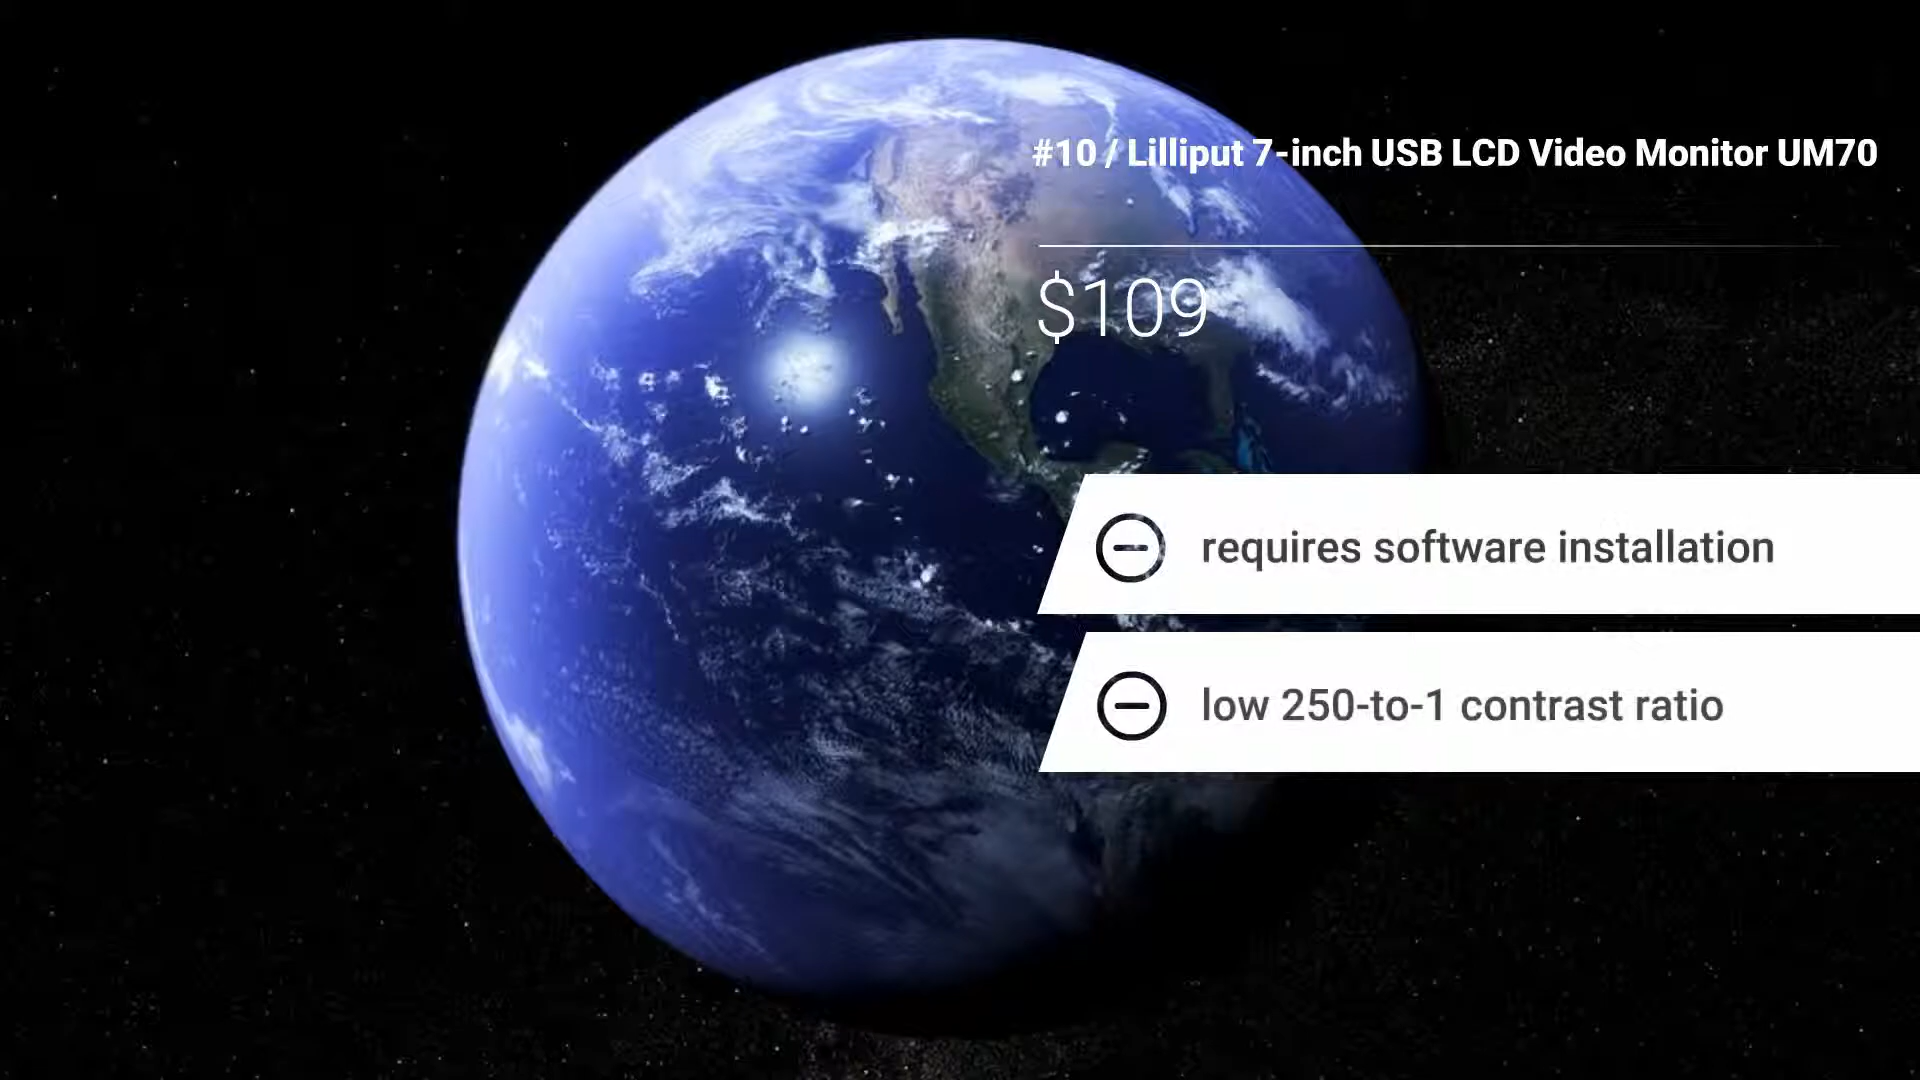 #10 / Lilliput 7-inch USB LCD Video Monitor UM70
$109
requires software installation
low 250-to-1 contrast ratio